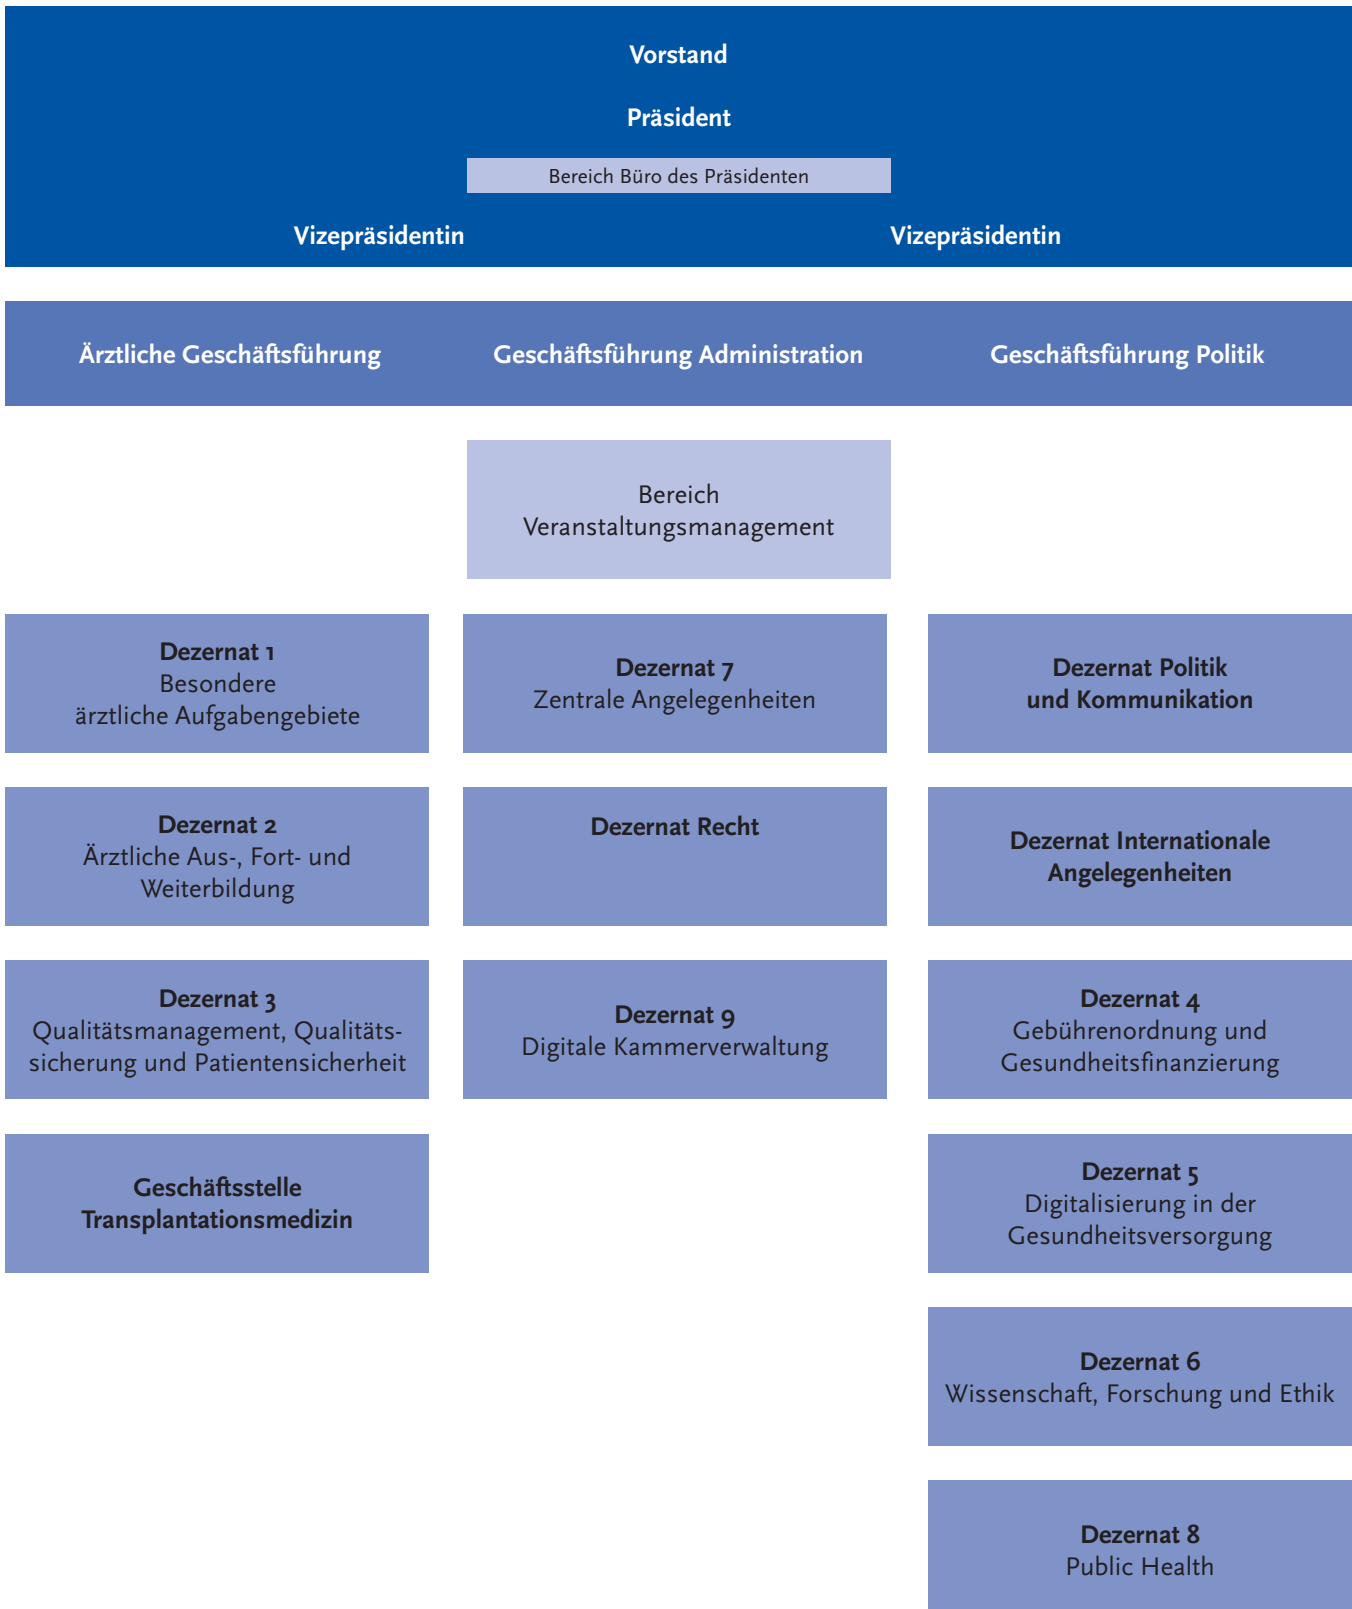 Vorstand
Präsident
Bereich Büro des Präsidenten
Vizepräsidentin
Vizepräsidentin
Ärztliche Geschäftsführung
Geschäftsführung Administration
Geschäftsführung Politik
Bereich
Veranstaltungsmanagement
Dezernat 1
Besondere
ärztliche Aufgabengebiete
Dezernat 7
Zentrale Angelegenheiten
Dezernat Politik
und Kommunikation
Dezernat 2
Ärztliche Aus-, Fort- und
Weiterbildung
Dezernat Recht
Dezernat Internationale
Angelegenheiten
Dezernat 3
Qualitätsmanagement, Qualitäts-
sicherung und Patientensicherheit
Dezernat 9
Digitale Kammerverwaltung
Dezernat 4
Gebührenordnung und
Gesundheitsfinanzierung
Geschäftsstelle
Transplantationsmedizin
Dezernat 5
Digitalisierung in der
Gesundheitsversorgung
Dezernat 6
Wissenschaft, Forschung und Ethik
Dezernat 8
Public Health